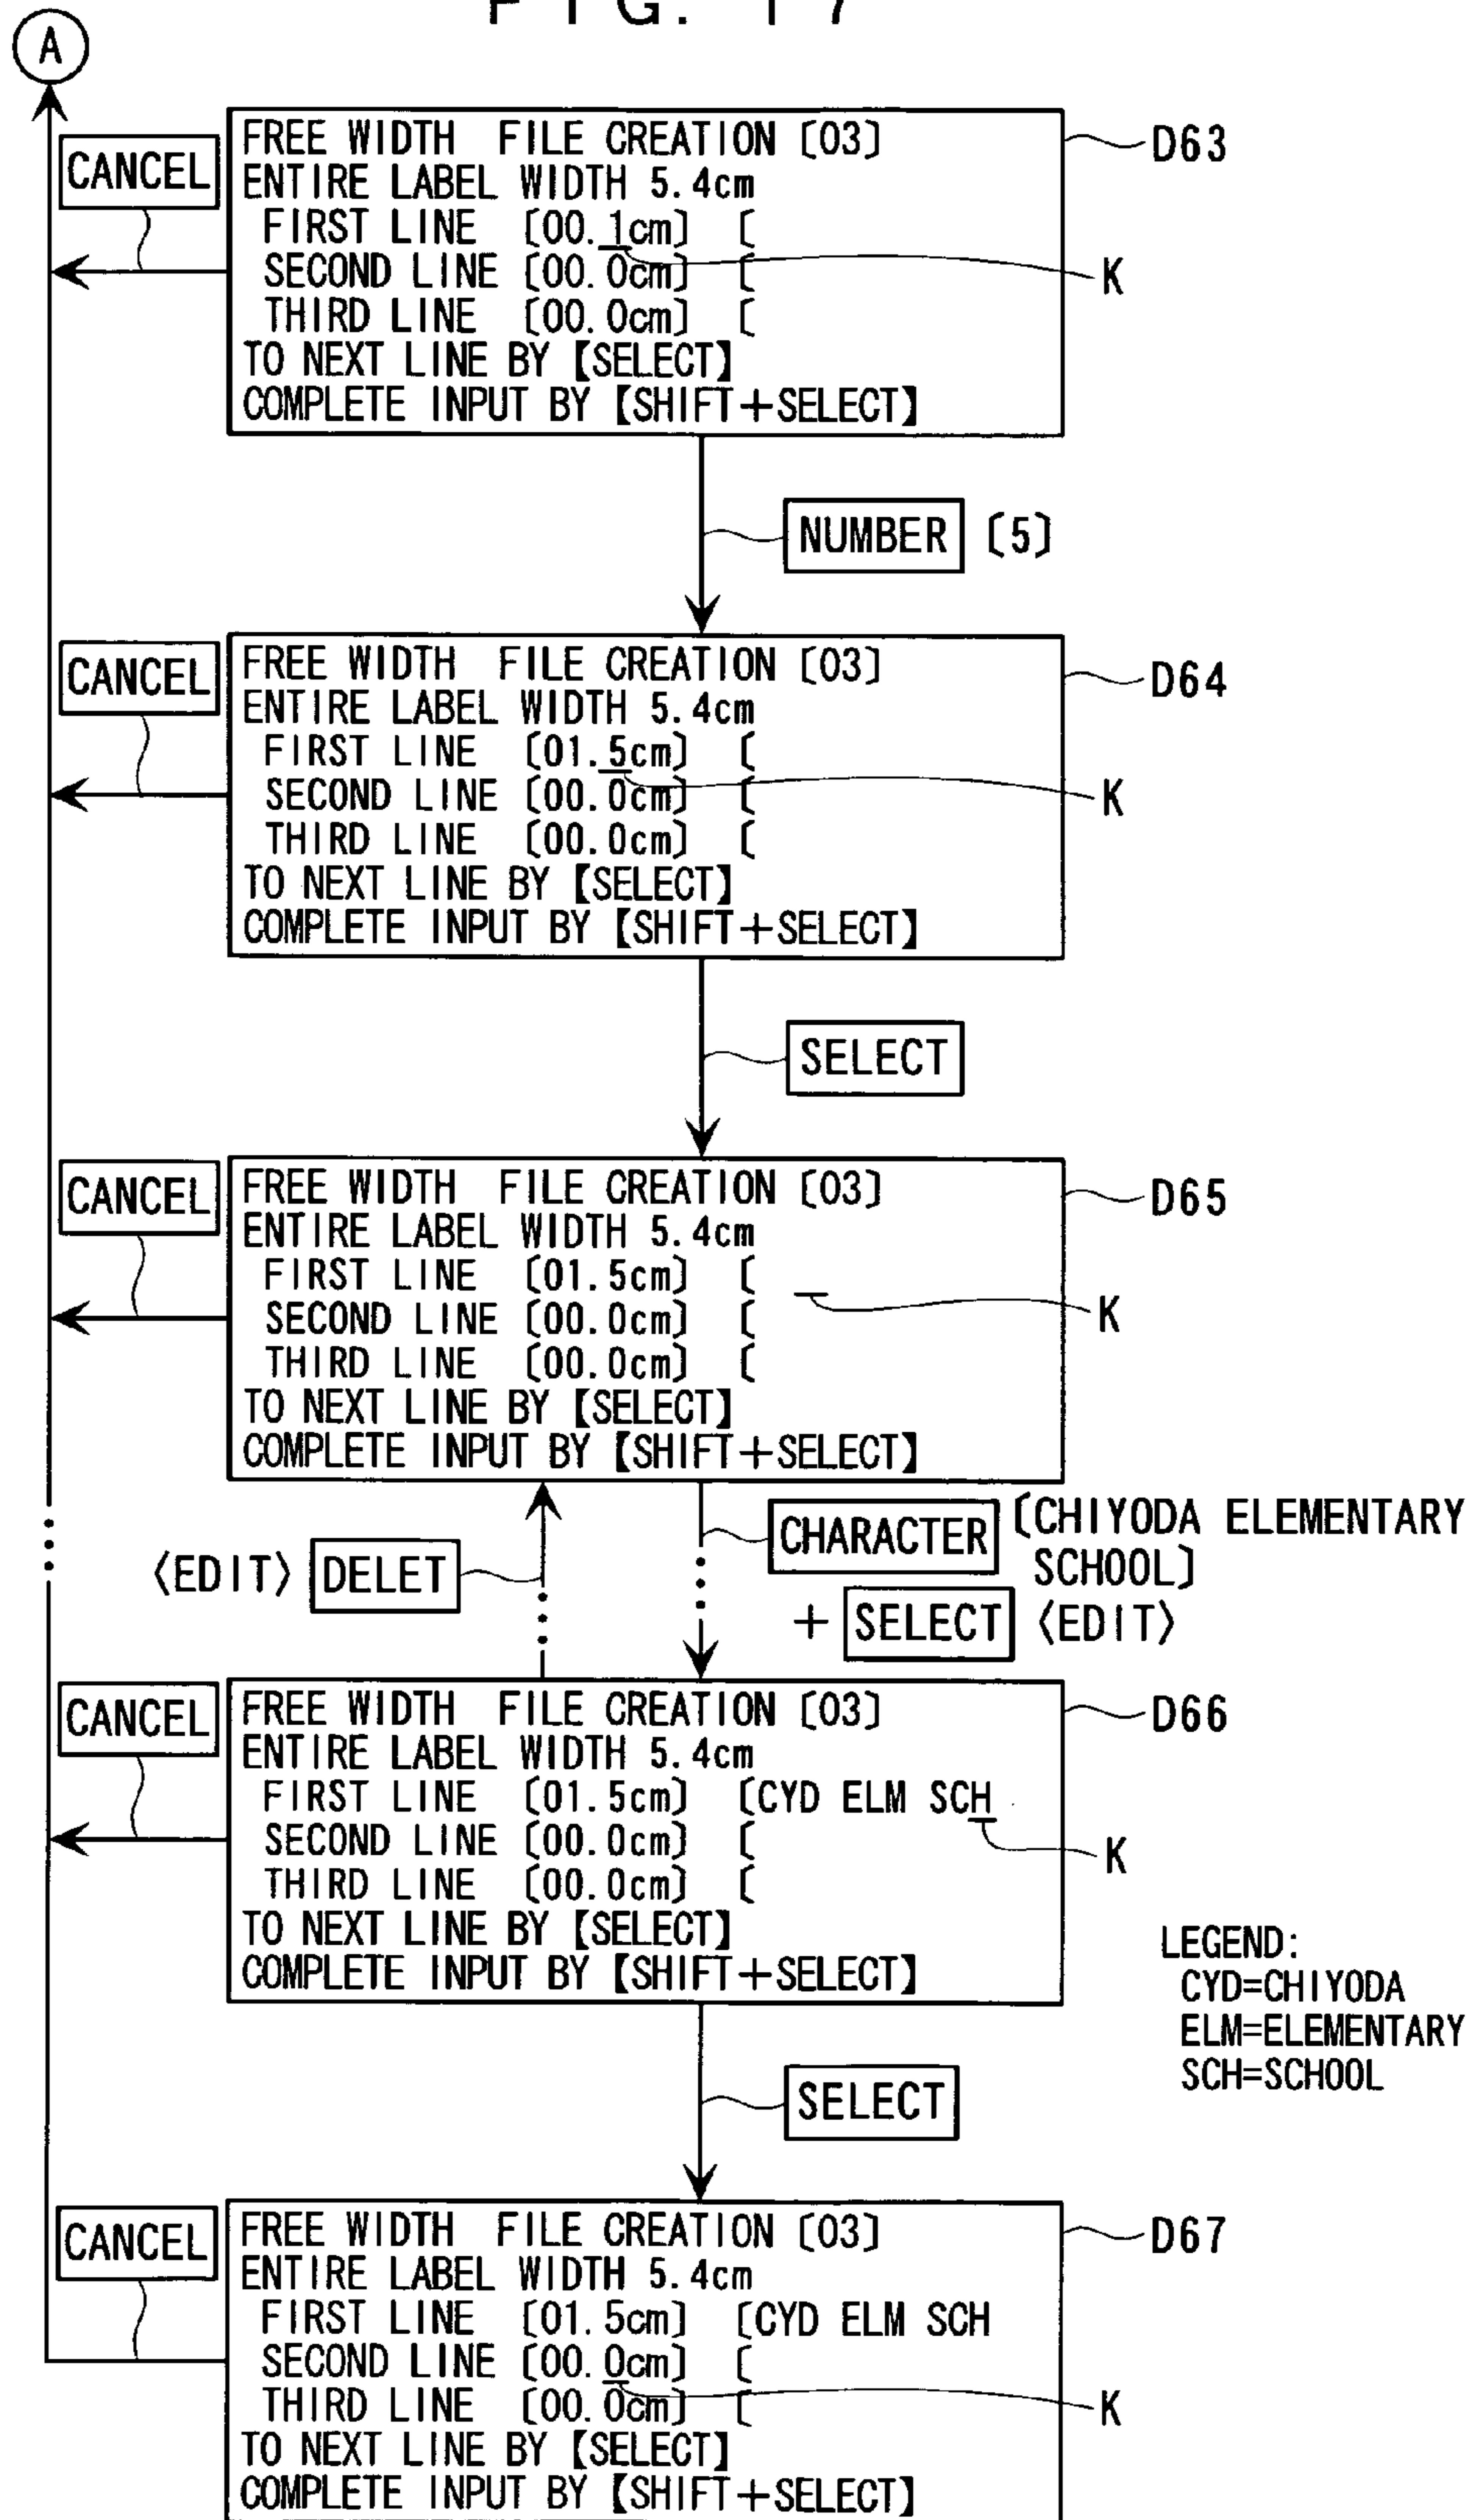 FIG. 17
A
CANCEL
FREE WIDTH FILE CREATION [03]
D63
ENTIRE LABEL WIDTH 5.4cm
FIRST LINE [00.1cm] [
SECOND LINE [00.0cm] [
K
THIRD LINE [00.0cm] [
TO NEXT LINE BY 【SELECT】
COMPLETE INPUT BY 【SHIFT+SELECT】
NUMBER [5]
CANCEL
FREE WIDTH FILE CREATION [03]
D64
ENTIRE LABEL WIDTH 5.4cm
FIRST LINE [01.5cm] [
SECOND LINE [00.0cm] [
K
THIRD LINE [00.0cm] [
TO NEXT LINE BY 【SELECT】
COMPLETE INPUT BY 【SHIFT+SELECT】
SELECT
CANCEL
FREE WIDTH FILE CREATION [03]
D65
ENTIRE LABEL WIDTH 5.4cm
FIRST LINE [01.5cm] [
SECOND LINE [00.0cm] [
K
THIRD LINE [00.0cm] [
TO NEXT LINE BY 【SELECT】
COMPLETE INPUT BY 【SHIFT+SELECT】
<EDIT> DELET
CHARACTER [CHIYODA ELEMENTARY
SCHOOL]
+ SELECT <EDIT>
CANCEL
FREE WIDTH FILE CREATION [03]
D66
ENTIRE LABEL WIDTH 5.4cm
FIRST LINE [01.5cm] [CYD ELM SCH
SECOND LINE [00.0cm] [
K
THIRD LINE [00.0cm] [
TO NEXT LINE BY 【SELECT】
COMPLETE INPUT BY 【SHIFT+SELECT】
LEGEND:
CYD=CHIYODA
ELM=ELEMENTARY
SCH=SCHOOL
SELECT
CANCEL
FREE WIDTH FILE CREATION [03]
D67
ENTIRE LABEL WIDTH 5.4cm
FIRST LINE [01.5cm] [CYD ELM SCH
SECOND LINE [00.0cm] [
THIRD LINE [00.0cm] [
K
TO NEXT LINE BY 【SELECT】
COMPLETE INPUT BY 【SHIFT+SELECT】